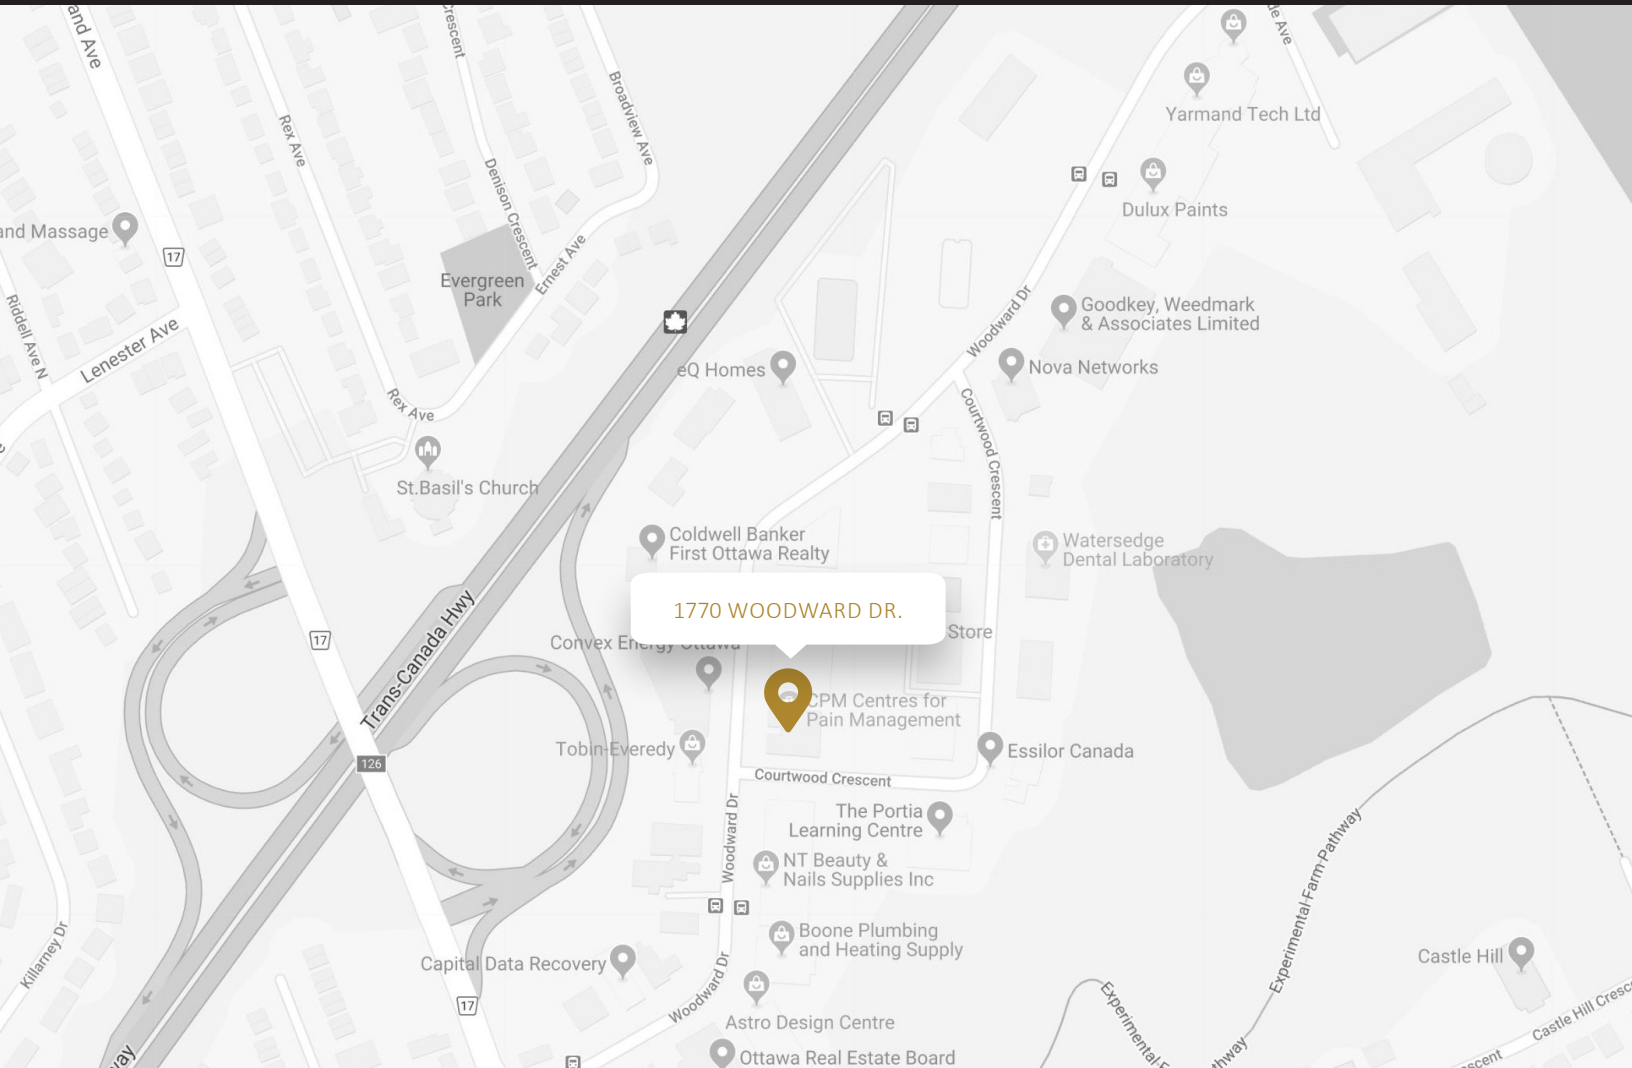 Crescent
Rex Ave
Broadview Ave
Denison Crescent
Yarmand Tech Ltd
Dulux Paints
Massage
17
Evergreen
Park
Ernest Ave
Riddell Ave N
Lenester Ave
Goodkey, Weedmark
& Associates Limited
Woodward Dr
Nova Networks
eQ Homes
Rex Ave
Courtwood Crescent
St.Basil's Church
Coldwell Banker
First Ottawa Realty
Watersedge
Dental Laboratory
1770 WOODWARD DR.
Trans-Canada Hwy
17
Convex Energy Ottawa
Store
CPM Centres for
Pain Management
Tobin-Everedy
Essilor Canada
126
Courtwood Crescent
The Portia
Learning Centre
Woodward Dr
NT Beauty &
Nails Supplies Inc
Experimental Farm Pathway
Boone Plumbing
and Heating Supply
Killarney Dr
Capital Data Recovery
Castle Hill
Woodward Dr
17
Astro Design Centre
Experimental
Castle Hill
Ottawa Real Estate Board